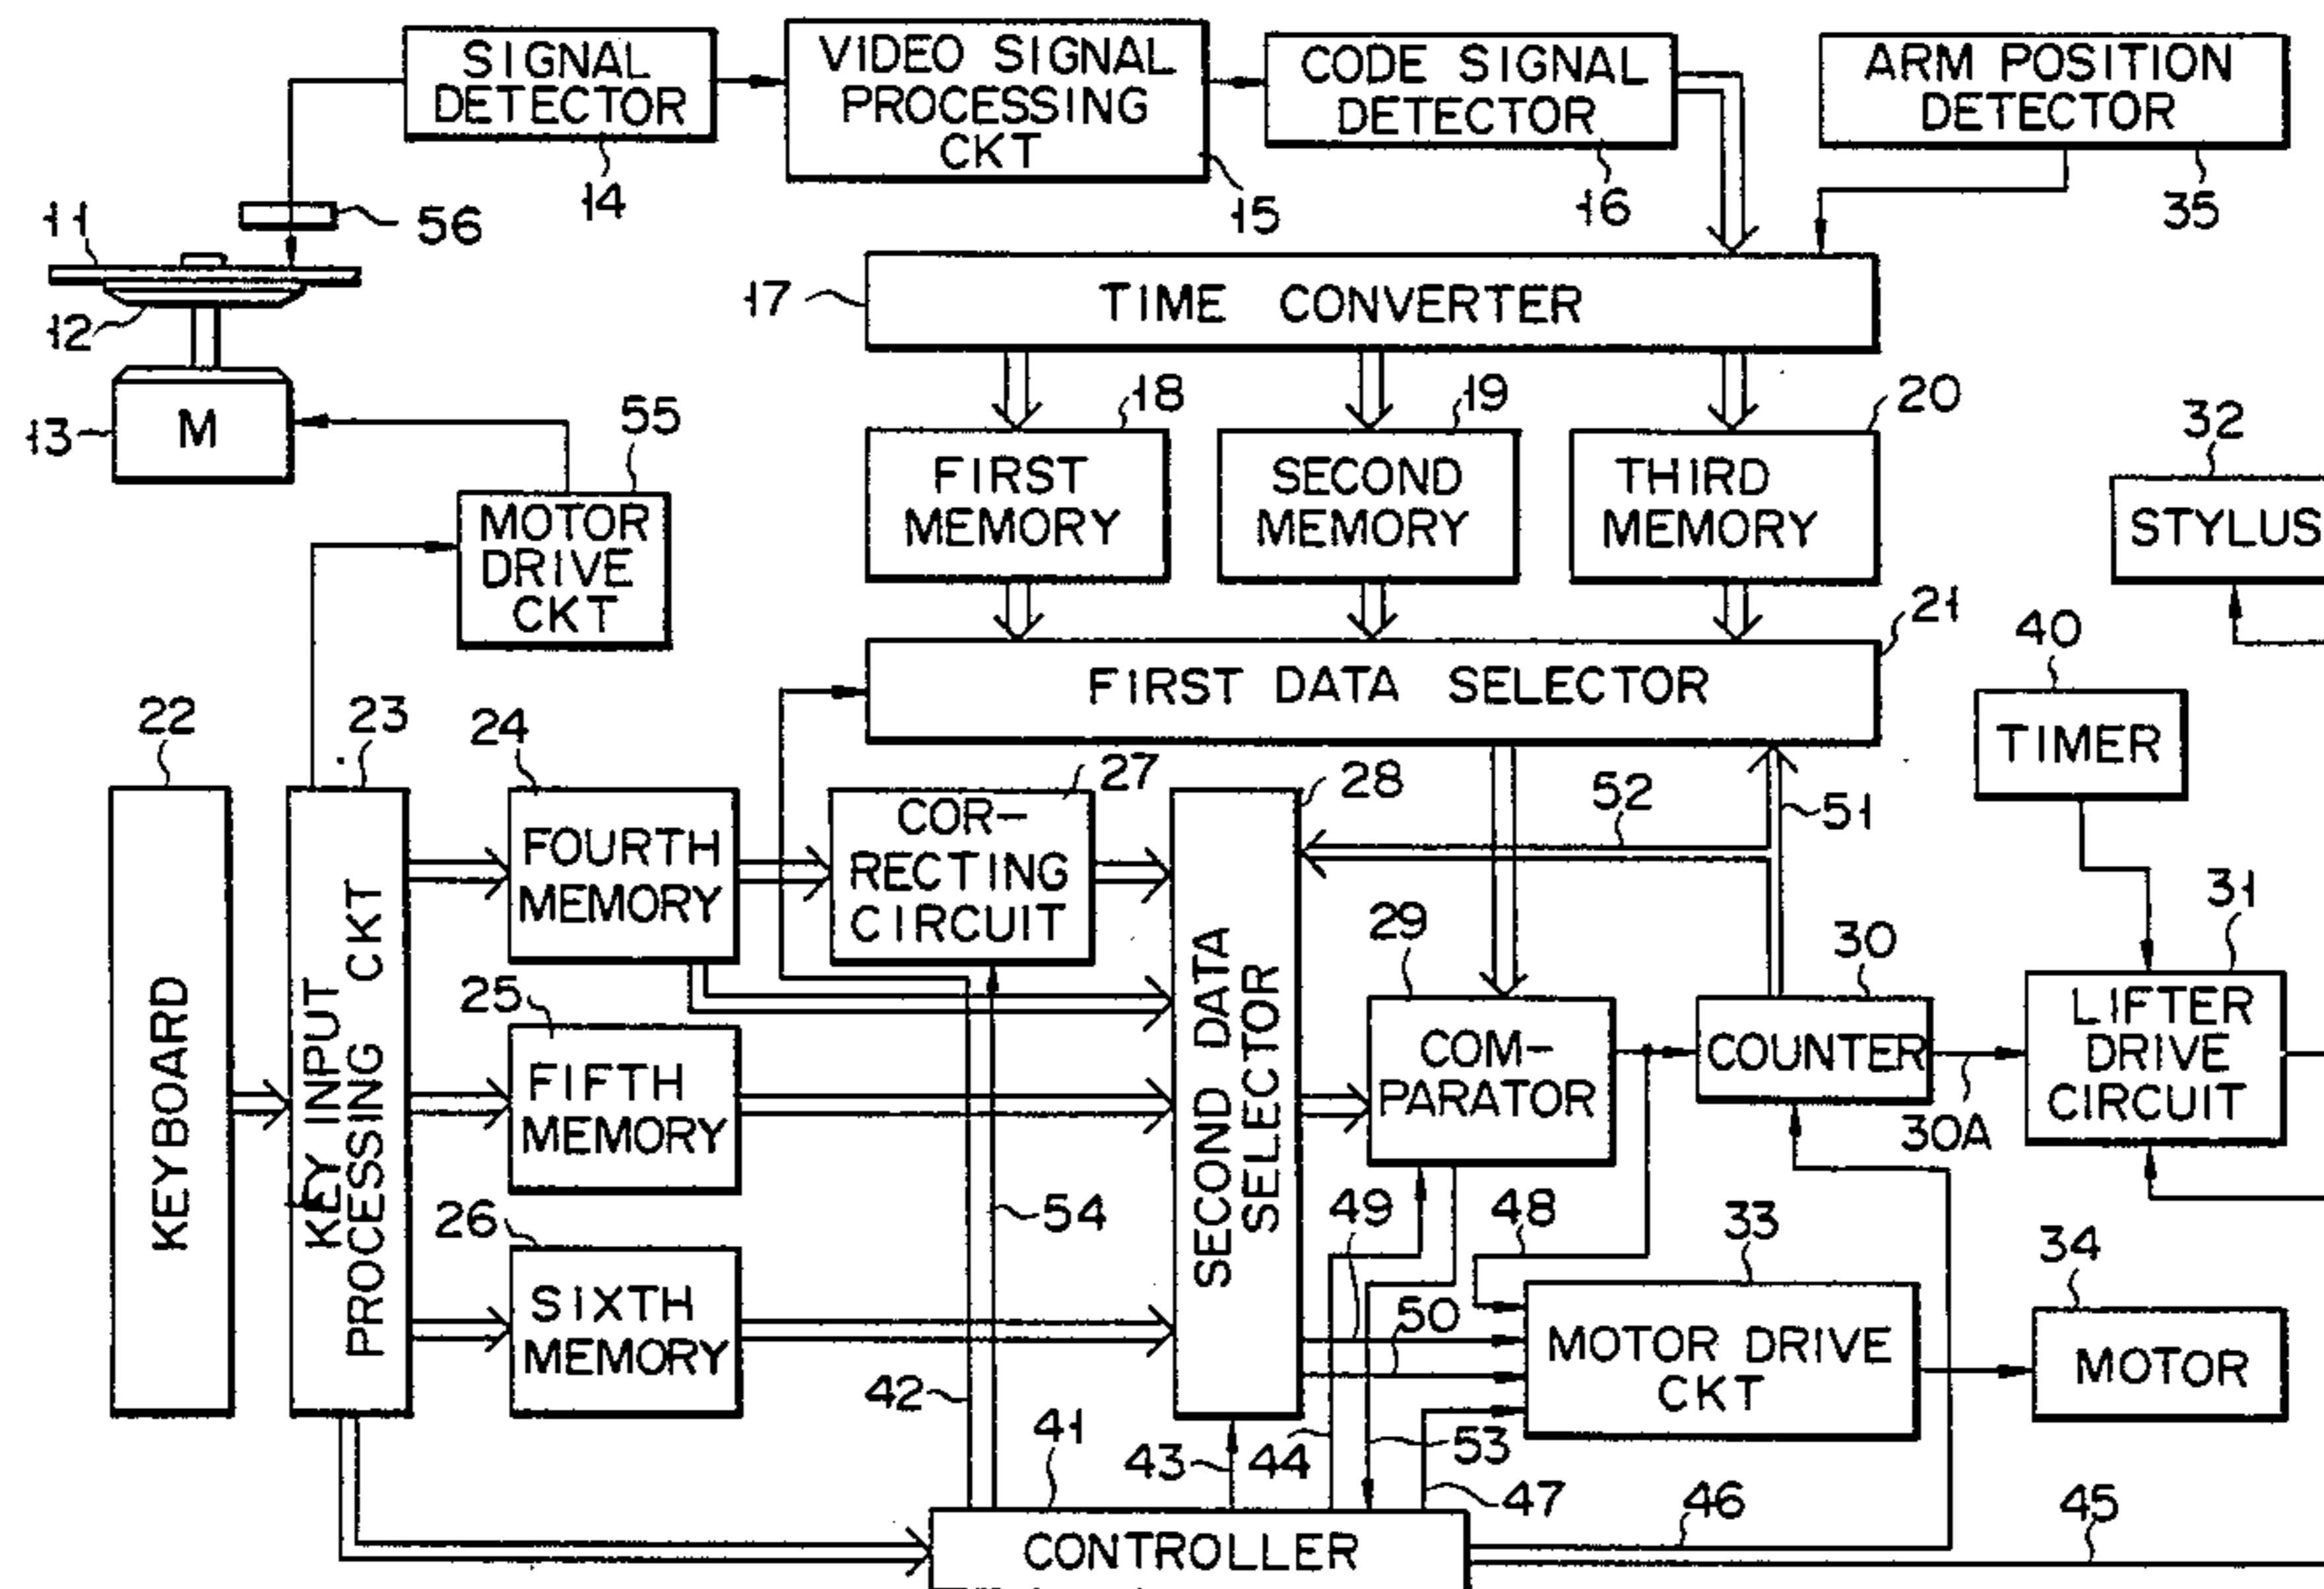 SIGNAL
DETECTOR
14
VIDEO SIGNAL
PROCESSING
CKT
15
CODE SIGNAL
DETECTOR
16
ARM POSITION
DETECTOR
35
11
56
12
13
M
17
TIME CONVERTER
18
19
20
FIRST
MEMORY
SECOND
MEMORY
THIRD
MEMORY
32
STYLUS
55
MOTOR
DRIVE
CKT
21
FIRST DATA SELECTOR
40
TIMER
22
KEYBOARD
23
KEY INPUT
PROCESSING CKT
24
FOURTH
MEMORY
27
COR-
RECTING
CIRCUIT
28
SECOND DATA
SELECTOR
52
51
25
FIFTH
MEMORY
29
COM-
PARATOR
30
COUNTER
30A
31
LIFTER
DRIVE
CIRCUIT
26
SIXTH
MEMORY
54
49
48
50
33
MOTOR DRIVE
CKT
34
MOTOR
42
41
43
44
53
47
46
45
CONTROLLER